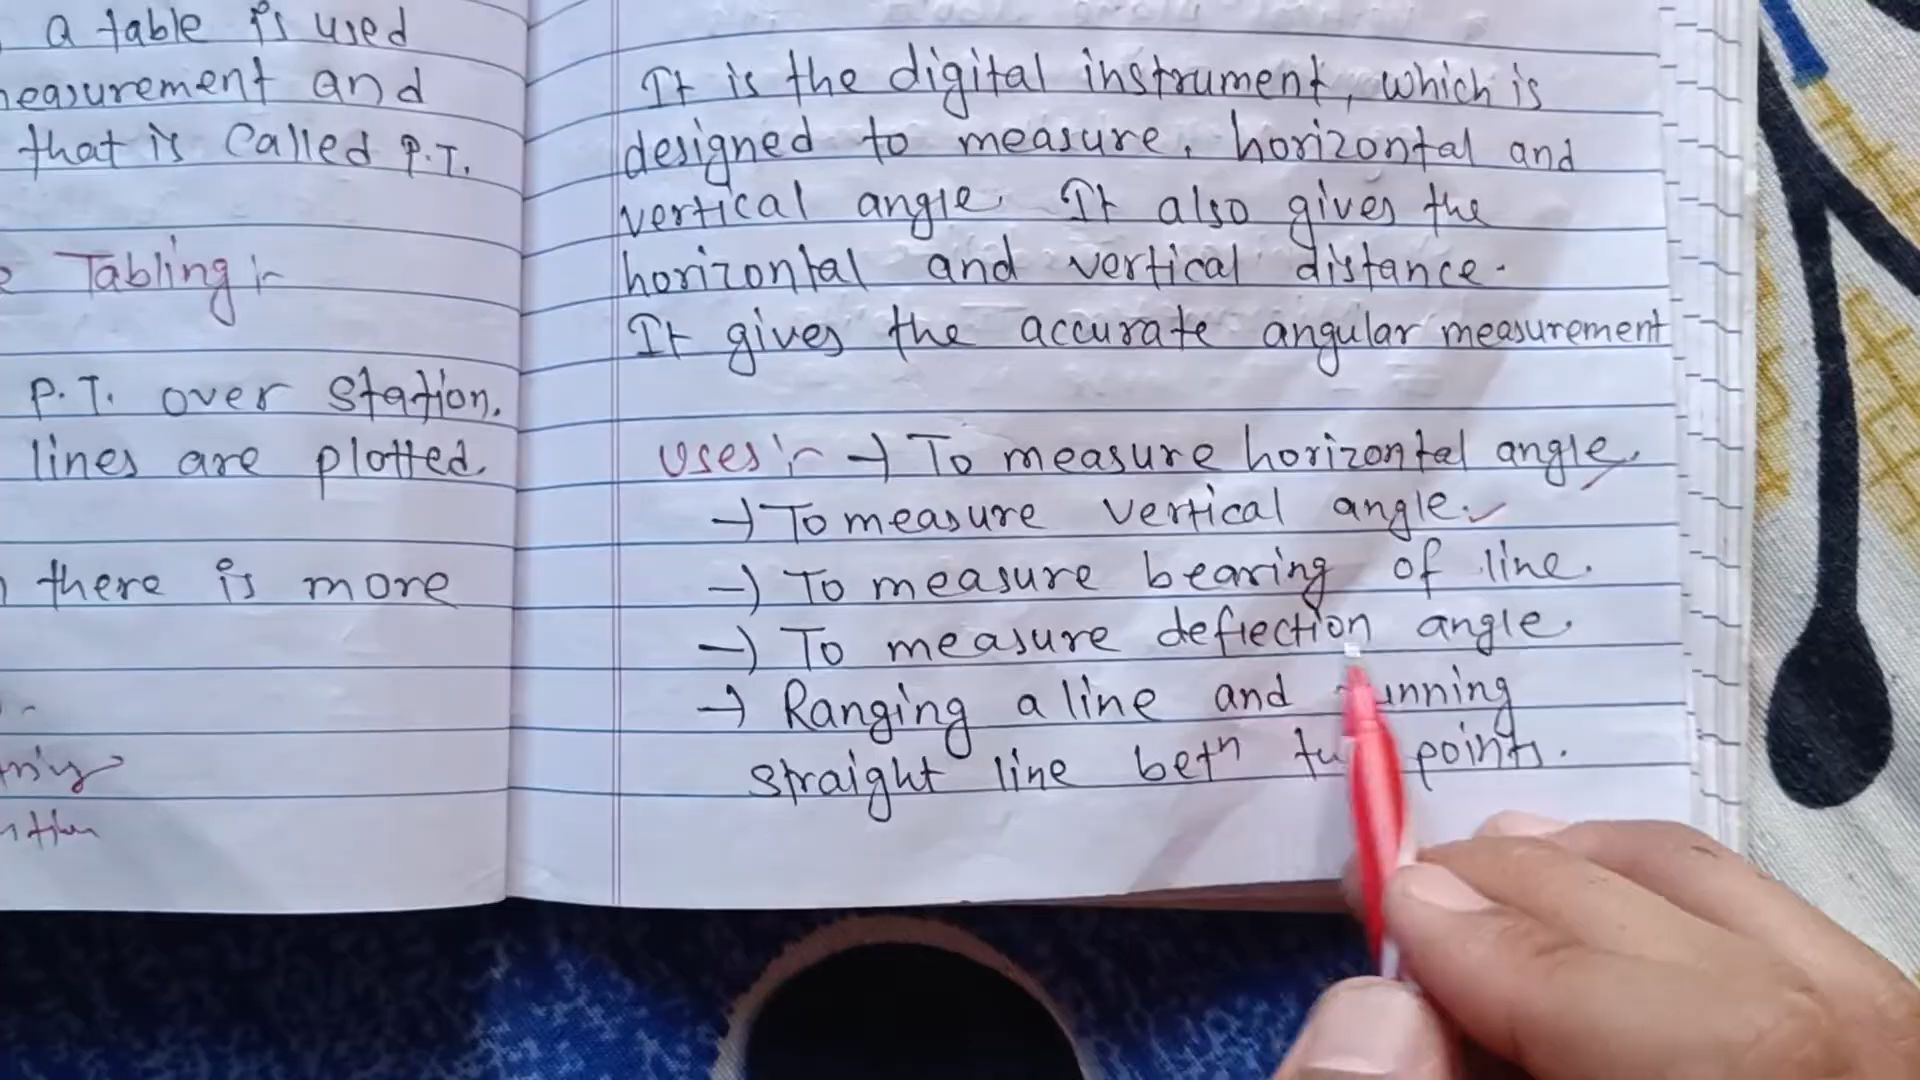 a table is used
measurement and
that is called P.T.
Tabling :-
P.T. over station.
lines are plotted.
there is more
It is the digital instrument, which is
designed to measure, horizontal and
vertical angle. It also gives the
horizontal and vertical distance.
It gives the accurate angular measurement
Uses :- → To measure horizontal angle.
→ To measure vertical angle.
→ To measure bearing of line.
→ To measure deflection angle.
→ Ranging a line and running
straight line betn two points.